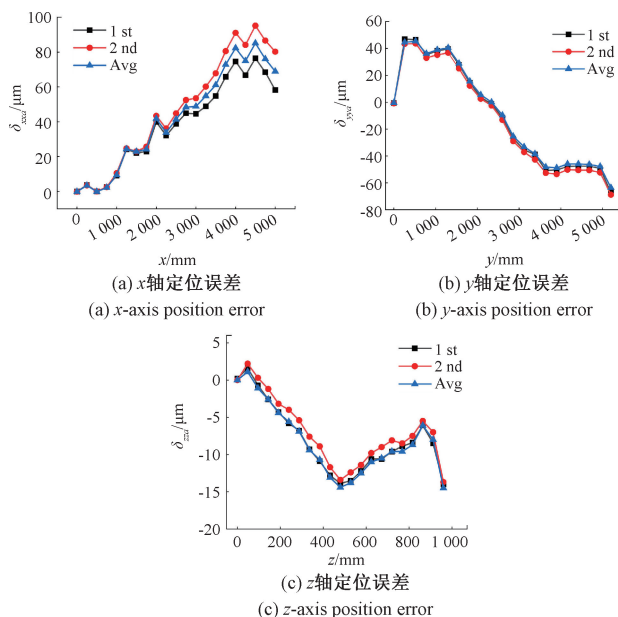 100
80
60
40
20
0
δxxa/μm
1 st
2 nd
Avg
0
1 000
2 000
3 000
4 000
5 000
x/mm
(a) x轴定位误差
(a) x-axis position error
60
40
20
0
-20
-40
-60
-80
δyya/μm
1 st
2 nd
Avg
0
1 000
2 000
3 000
4 000
5 000
y/mm
(b) y轴定位误差
(b) y-axis position error
5
0
-5
-10
-15
-20
δzza/μm
1 st
2 nd
Avg
0
200
400
600
800
1 000
z/mm
(c) z轴定位误差
(c) z-axis position error